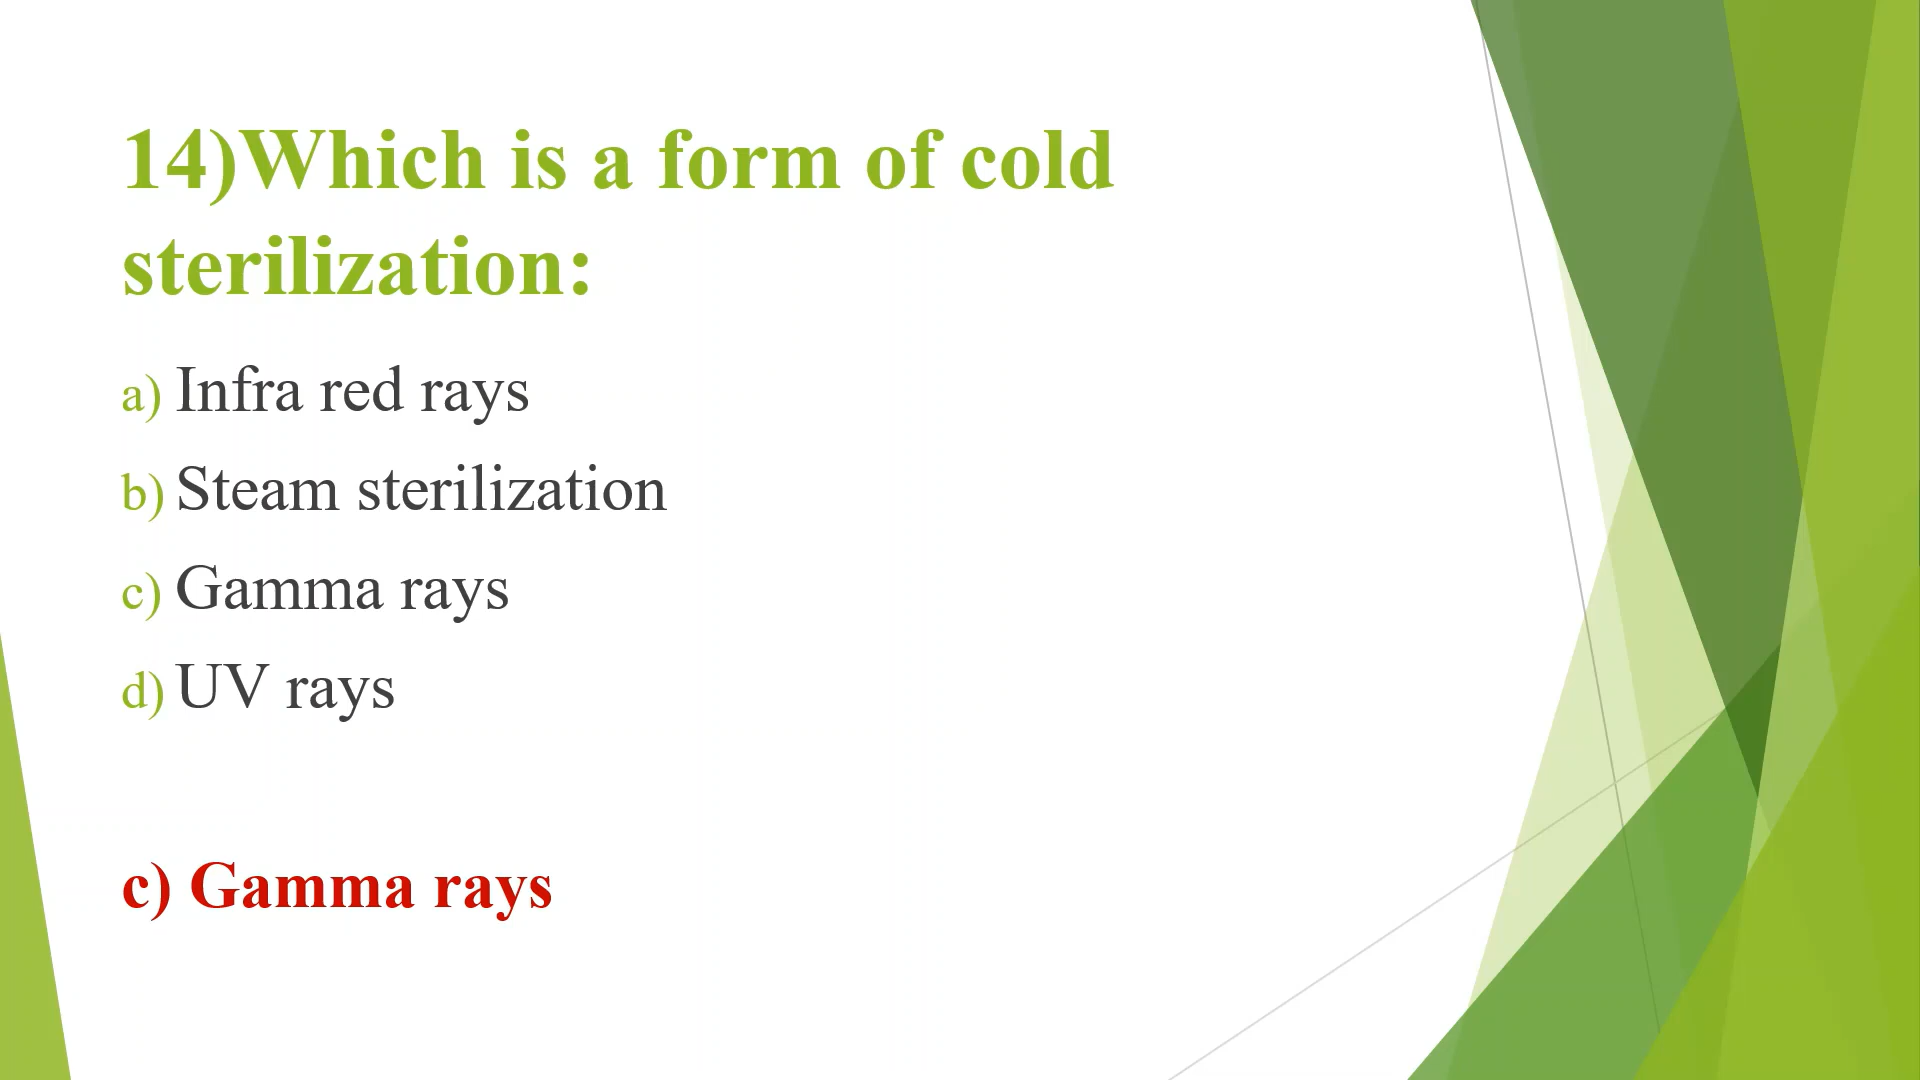 14)Which is a form of cold
sterilization:
a) Infra red rays
b) Steam sterilization
c) Gamma rays
d) UV rays
c) Gamma rays